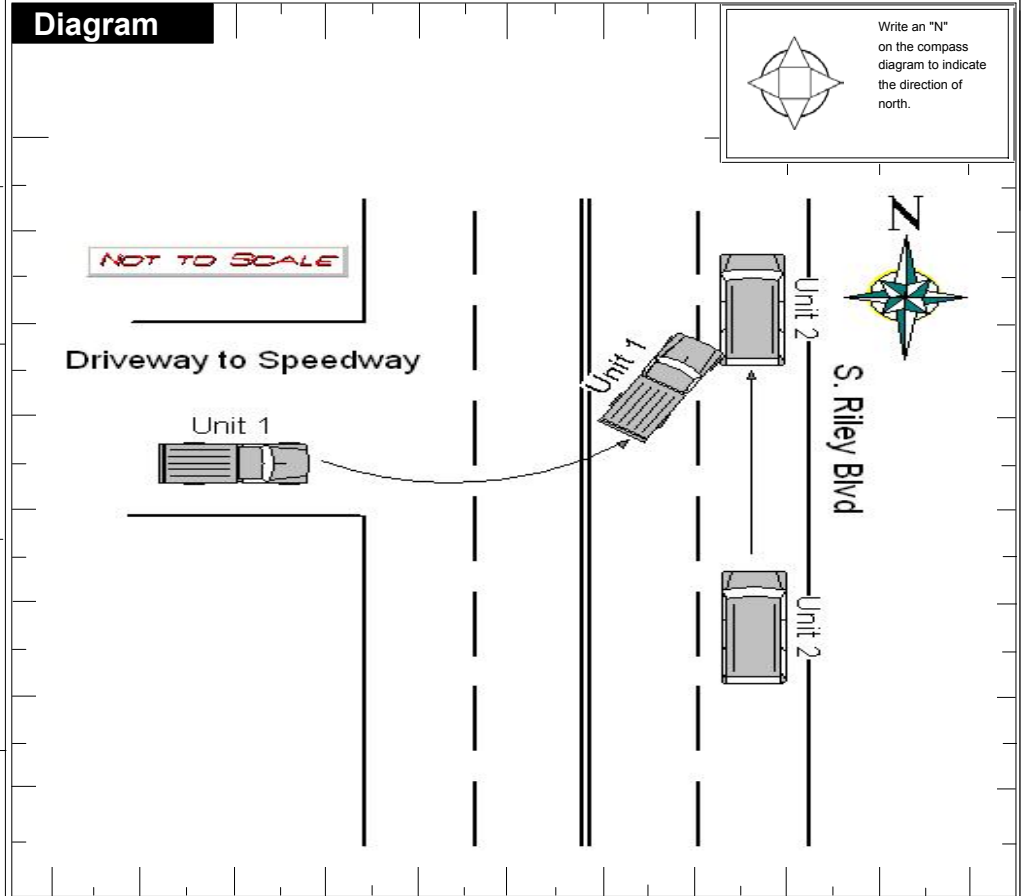 Diagram
Write an "N"
on the compass
diagram to indicate
the direction of
north.
N
NOT TO SCALE
Driveway to Speedway
Unit 1
Unit 1
Unit 2
S. Riley Blvd
Unit 2